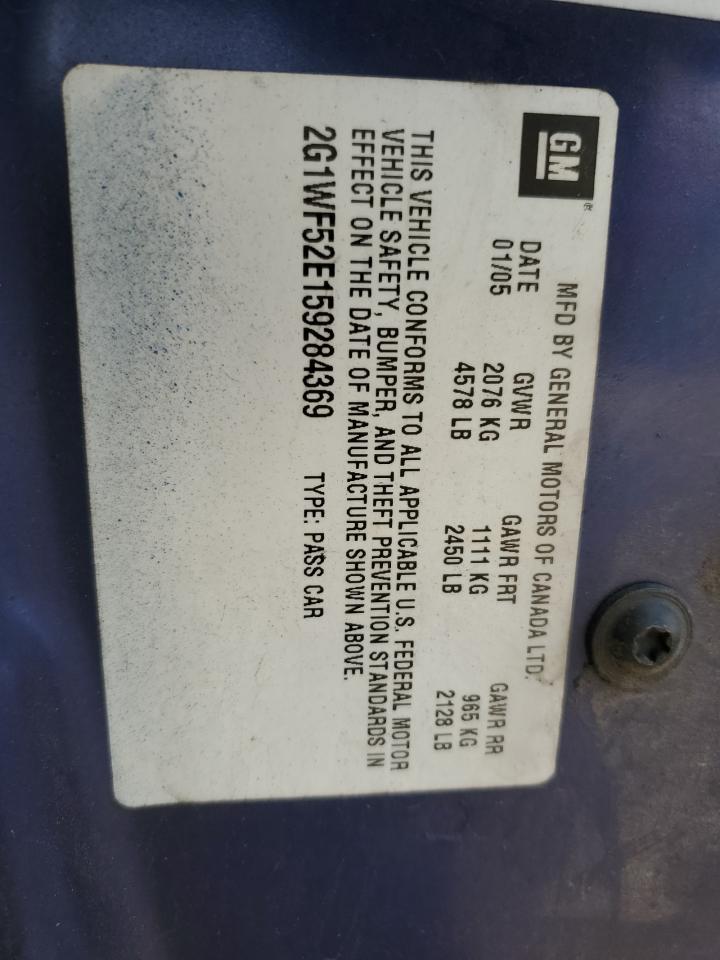 GM®
MFD BY GENERAL MOTORS OF CANADA LTD.
DATE GVWR GAWR FRT GAWR RR
01/05 2076 KG 1111 KG 965 KG
4578 LB 2450 LB 2128 LB
THIS VEHICLE CONFORMS TO ALL APPLICABLE U.S. FEDERAL MOTOR
VEHICLE SAFETY, BUMPER, AND THEFT PREVENTION STANDARDS IN
EFFECT ON THE DATE OF MANUFACTURE SHOWN ABOVE.
2G1WF52E159284369 TYPE: PASS CAR